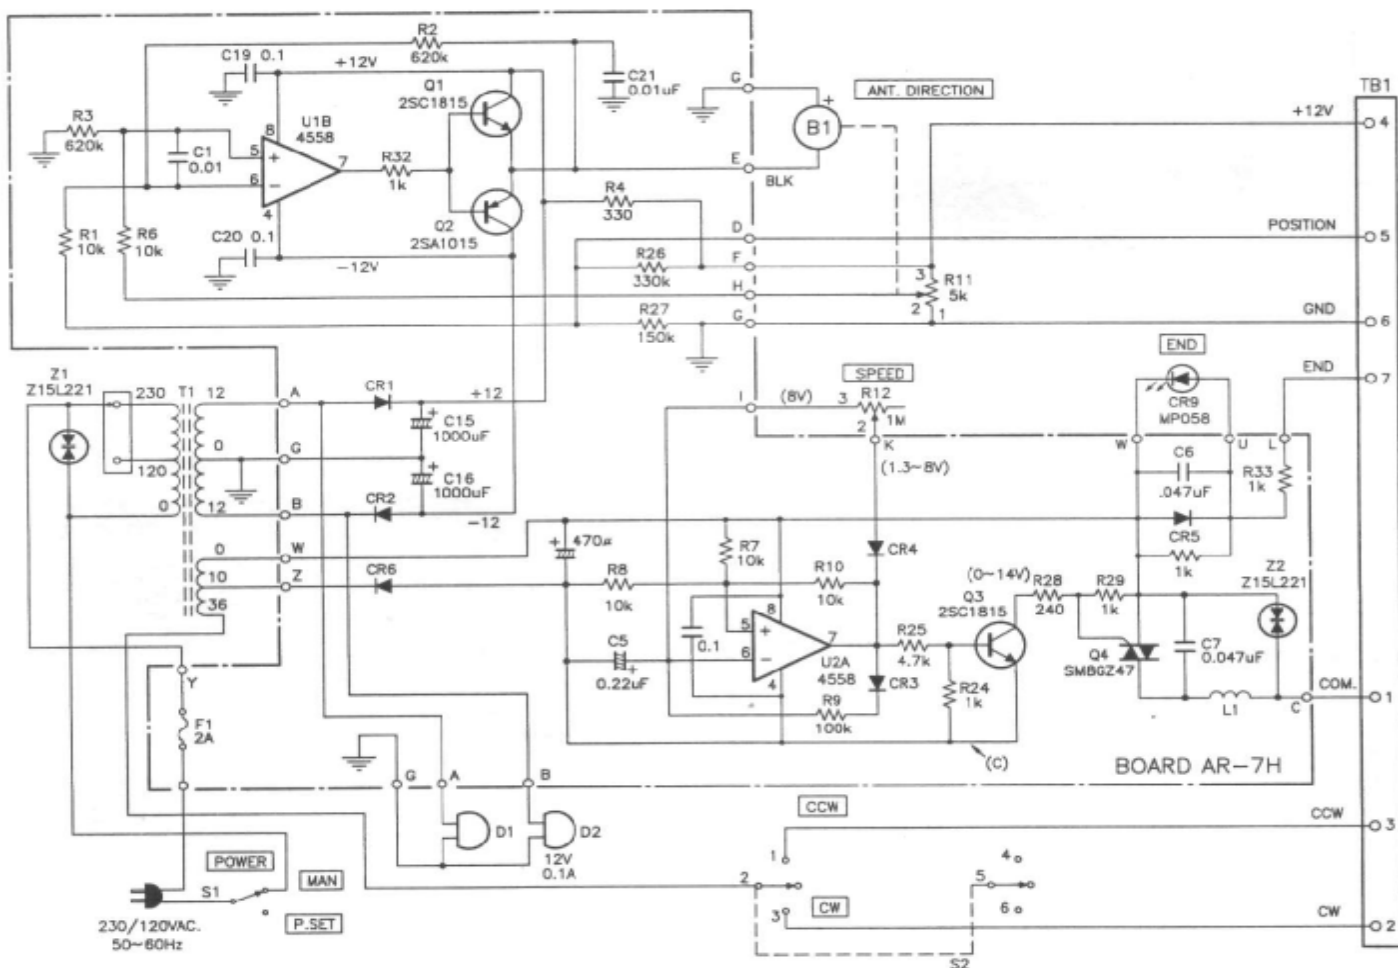 R2
620k
C19 0.1
+12V
C21
0.01uF
G
ANT. DIRECTION
TB1
Q1
2SC1815
+
B1
+12V
4
R3
620k
U1B
4558
8
C1
0.01
5
+
6
−
7
R32
1k
4
E
BLK
R4
330
Q2
2SA1015
R1
10k
R6
10k
C20 0.1
−12V
D
POSITION
5
R26
330k
F
3
R11
5k
H
2
1
R27
150k
G
GND
6
END
Z1
Z15L221
230
T1
12
A
CR1
+12
SPEED
END
7
CR9
MP058
+
C15
1000uF
I
(8V)
3
R12
1M
2
K
0
G
120
+
C16
1000uF
(1.3~8V)
W
U
L
C6
.047uF
R33
1k
0
12
B
CR2
−12
CR5
1k
0
W
+
470µ
R7
10k
CR4
10
Z
CR6
R8
10k
R10
10k
(0~14V)
R28
240
R29
1k
Z2
Z15L221
36
Q3
2SC1815
8
0.1
5
+
6
−
7
C5
+
0.22uF
U2A
4558
4
R25
4.7k
Q4
SM8GZ47
C7
0.047uF
Y
CR3
R24
1k
R9
100k
L1
C
COM.
1
F1
2A
(C)
BOARD AR−7H
G
A
B
D1
D2
12V
0.1A
CCW
CCW
3
1
4
POWER
MAN
2
5
S1
CW
3
6
CW
2
P.SET
230/120VAC.
50~60Hz
S2